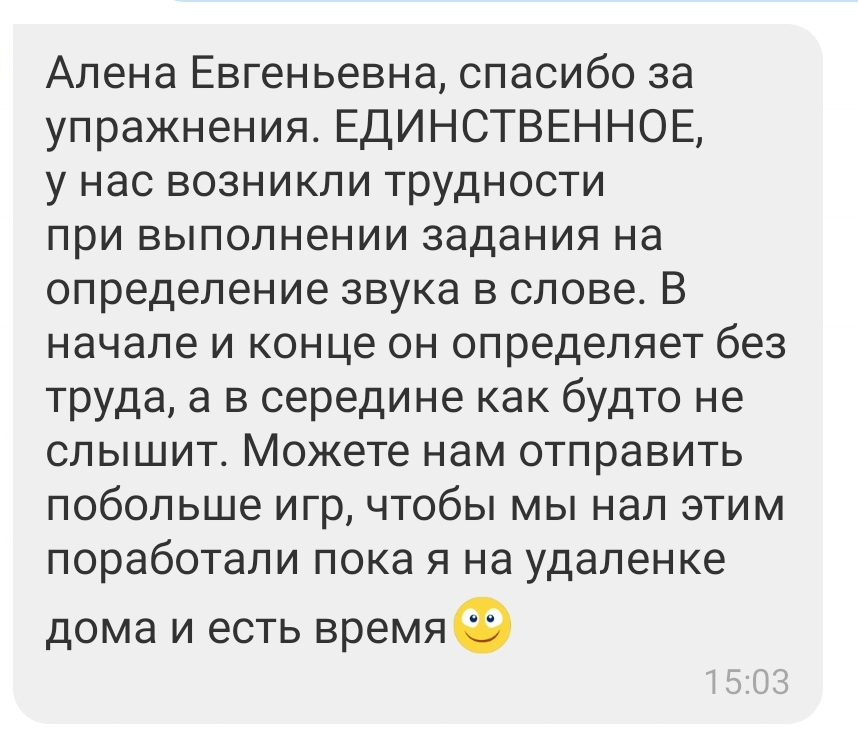 Алена Евгеньевна, спасибо за
упражнения. ЕДИНСТВЕННОЕ,
у нас возникли трудности
при выполнении задания на
определение звука в слове. В
начале и конце он определяет без
труда, а в середине как будто не
слышит. Можете нам отправить
побольше игр, чтобы мы нал этим
поработали пока я на удаленке
дома и есть время
15:03